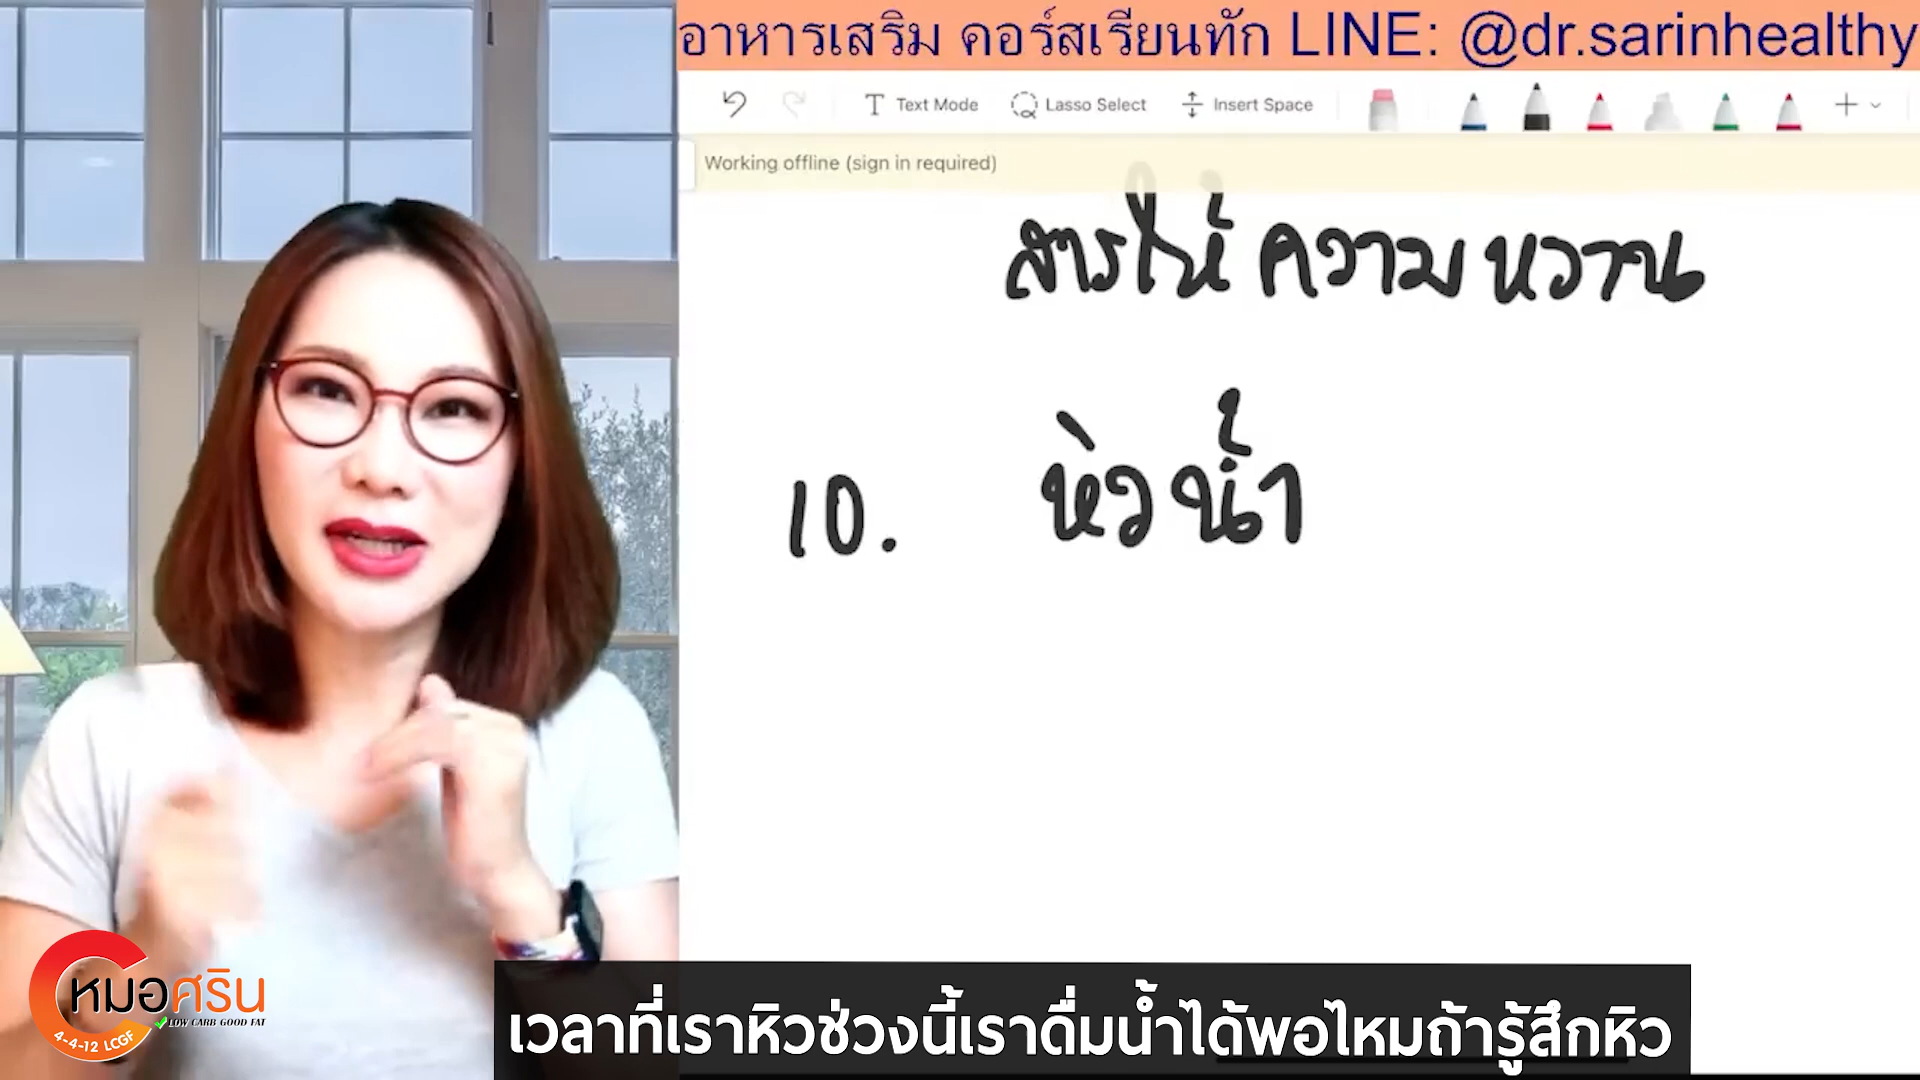 อาหารเสริม คอร์สเรียนทัก LINE: @dr.sarinhealthy
Text Mode
Lasso Select
Insert Space
Working offline (sign in required)
สารให้ความหวาน
10. หิวน้ำ
หมอศริน
LOW CARB GOOD FAT
4-4-12 LCGF
เวลาที่เราหิวช่วงนี้เราดื่มน้ำได้พอไหมถ้ารู้สึกหิว